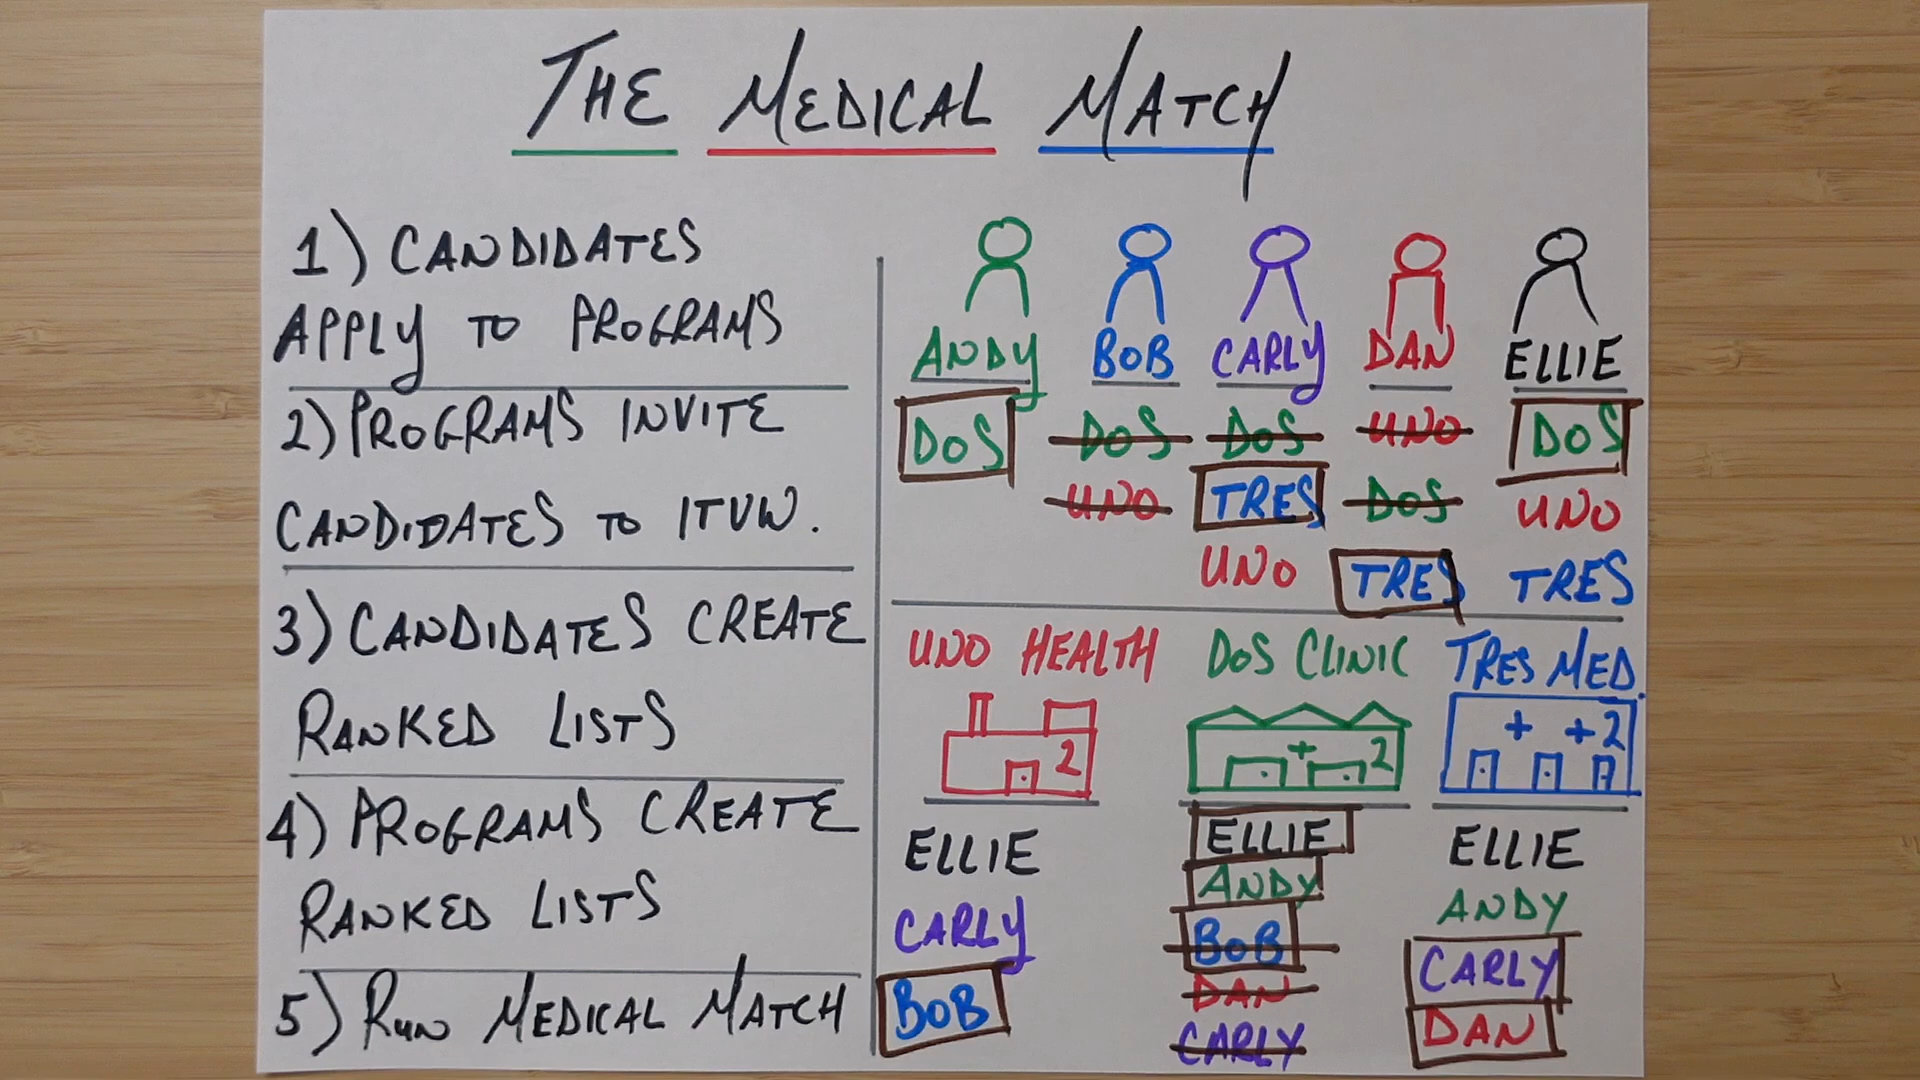 THE MEDICAL MATCH
1) CANDIDATES
APPLY TO PROGRAMS
2) PROGRAMS INVITE
CANDIDATES TO ITVW.
3) CANDIDATES CREATE
RANKED LISTS
4) PROGRAMS CREATE
RANKED LISTS
5) RUN MEDICAL MATCH
ANDY BOB CARLY DAN ELLIE
DOS DOS DOS UNO DOS
UNO TRES DOS UNO
UNO TRES TRES
UNO HEALTH DOS CLINIC TRES MED.
2 2 2
ELLIE ELLIE ELLIE
CARLY ANDY ANDY
BOB BOB CARLY
DAN DAN
CARLY